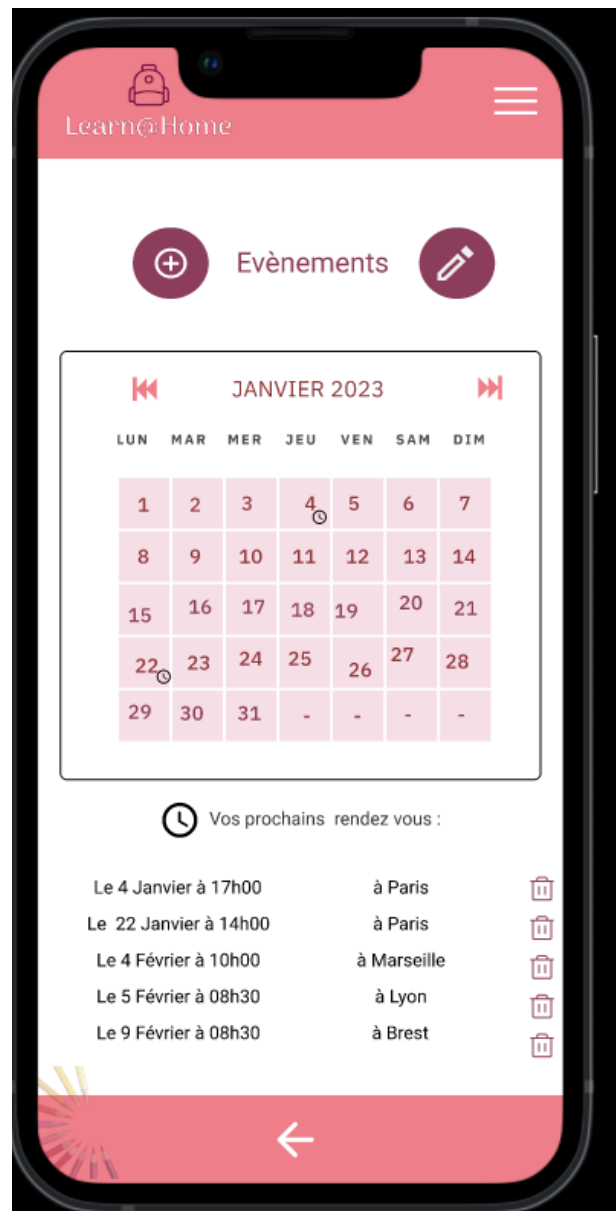 Learn@Home
Evènements
JANVIER 2023
LUN MAR MER JEU VEN SAM DIM
1 2 3 4 5 6 7
8 9 10 11 12 13 14
15 16 17 18 19 20 21
22 23 24 25 26 27 28
29 30 31 - - - -
Vos prochains rendez vous :
Le 4 Janvier à 17h00 à Paris
Le 22 Janvier à 14h00 à Paris
Le 4 Février à 10h00 à Marseille
Le 5 Février à 08h30 à Lyon
Le 9 Février à 08h30 à Brest